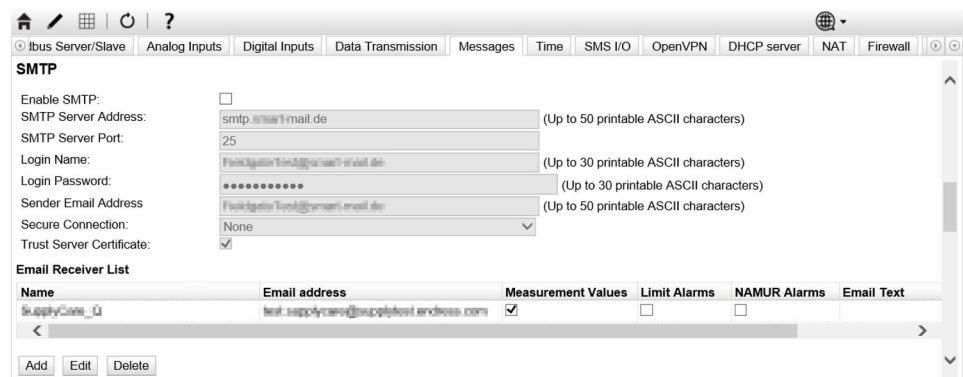 ?
dbus Server/Slave Analog Inputs Digital Inputs Data Transmission Messages Time SMS I/O OpenVPN DHCP server NAT Firewall
SMTP
Enable SMTP:
SMTP Server Address: smtp. mail.de (Up to 50 printable ASCII characters)
SMTP Server Port: 25
Login Name: (Up to 30 printable ASCII characters)
Login Password: ●●●●●●●●●●● (Up to 30 printable ASCII characters)
Sender Email Address (Up to 50 printable ASCII characters)
Secure Connection: None
Trust Server Certificate:
Email Receiver List
Name Email address Measurement Values Limit Alarms NAMUR Alarms Email Text
Add Edit Delete